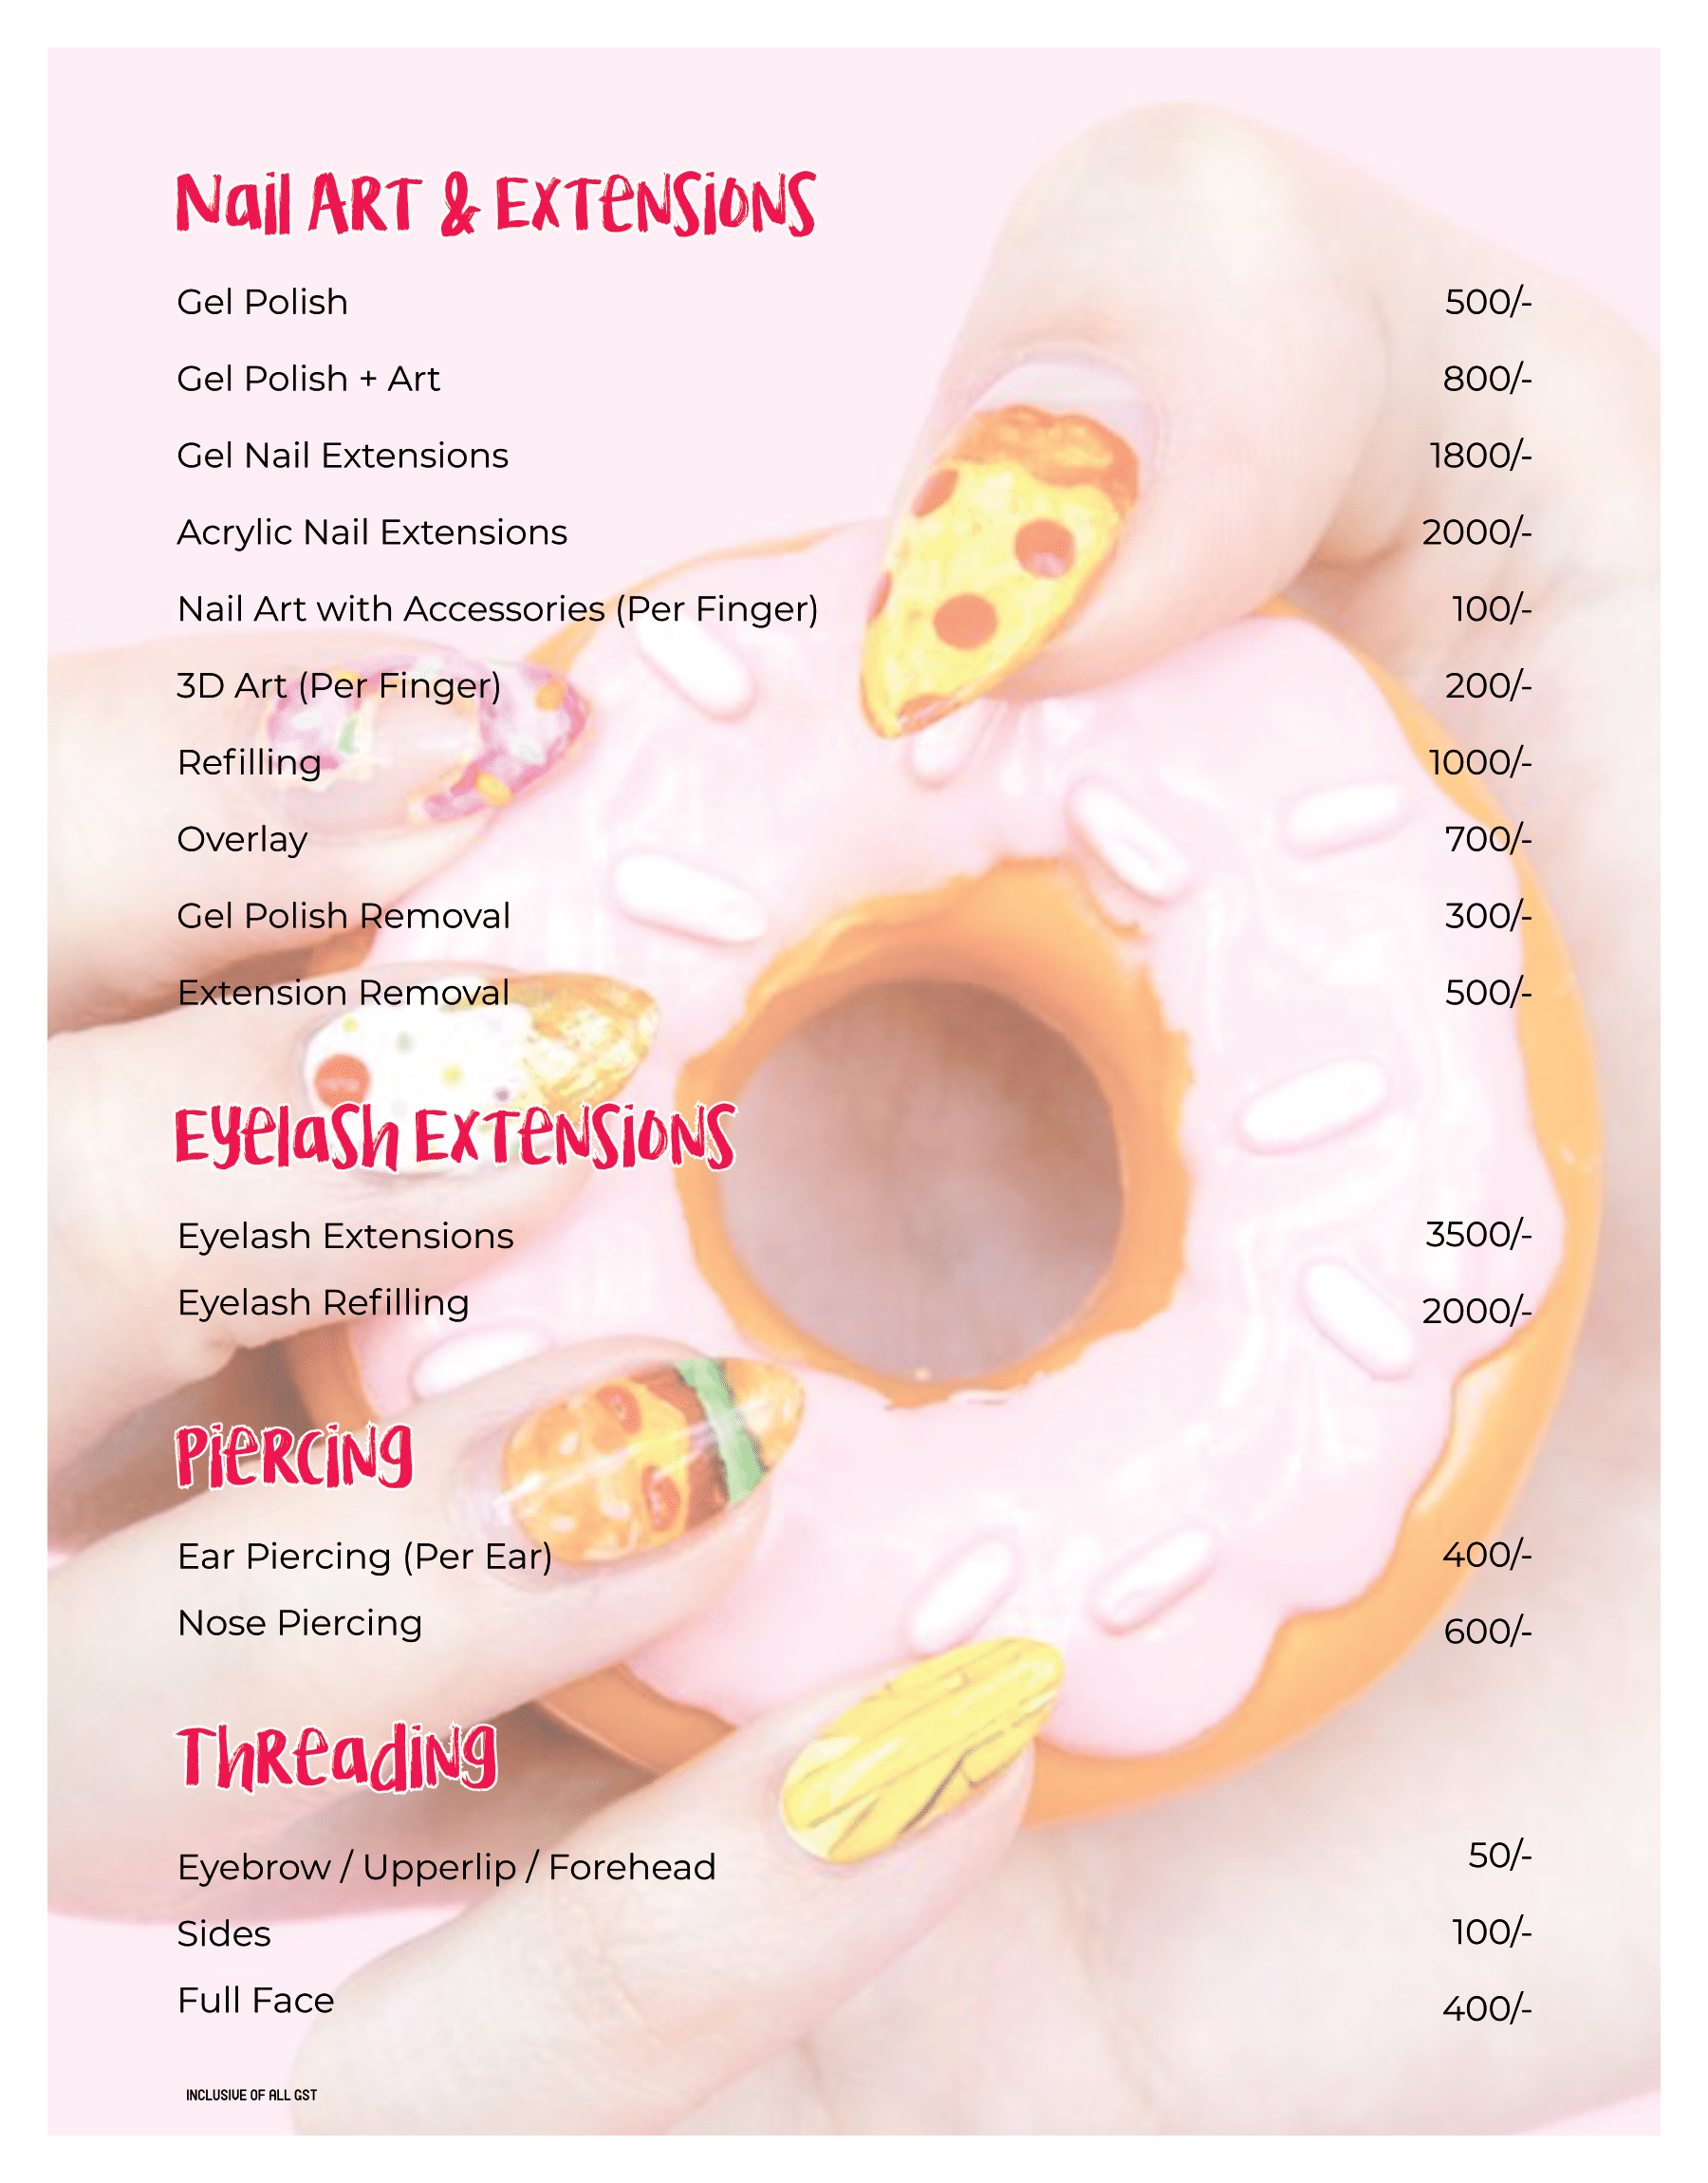 Nail Art & Extensions
Gel Polish 500/-
Gel Polish + Art 800/-
Gel Nail Extensions 1800/-
Acrylic Nail Extensions 2000/-
Nail Art with Accessories (Per Finger) 100/-
3D Art (Per Finger) 200/-
Refilling 1000/-
Overlay 700/-
Gel Polish Removal 300/-
Extension Removal 500/-
Eyelash Extensions
Eyelash Extensions 3500/-
Eyelash Refilling 2000/-
Piercing
Ear Piercing (Per Ear) 400/-
Nose Piercing 600/-
Threading
Eyebrow / Upperlip / Forehead 50/-
Sides 100/-
Full Face 400/-
INCLUSIVE OF ALL GST